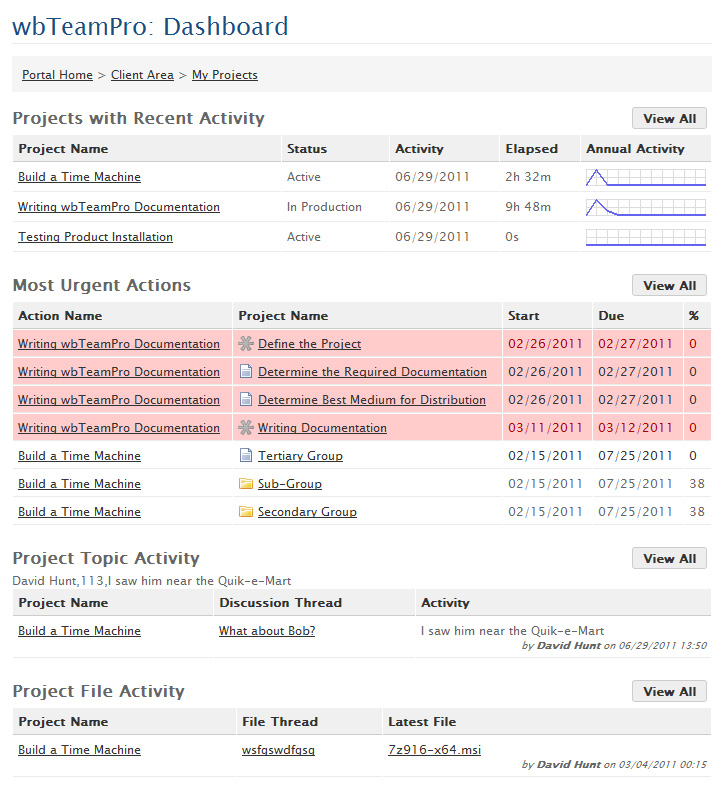 wbTeamPro: Dashboard
Portal Home > Client Area > My Projects
Projects with Recent Activity View All
Project Name Status Activity Elapsed Annual Activity
Build a Time Machine Active 06/29/2011 2h 32m
Writing wbTeamPro Documentation In Production 06/29/2011 9h 48m
Testing Product Installation Active 06/29/2011 0s
Most Urgent Actions View All
Action Name Project Name Start Due %
Writing wbTeamPro Documentation Define the Project 02/26/2011 02/27/2011 0
Writing wbTeamPro Documentation Determine the Required Documentation 02/26/2011 02/27/2011 0
Writing wbTeamPro Documentation Determine Best Medium for Distribution 02/26/2011 02/27/2011 0
Writing wbTeamPro Documentation Writing Documentation 03/11/2011 03/12/2011 0
Build a Time Machine Tertiary Group 02/15/2011 07/25/2011 0
Build a Time Machine Sub-Group 02/15/2011 07/25/2011 38
Build a Time Machine Secondary Group 02/15/2011 07/25/2011 38
Project Topic Activity View All
David Hunt,113,I saw him near the Quik-e-Mart
Project Name Discussion Thread Activity
Build a Time Machine What about Bob? I saw him near the Quik-e-Mart
by David Hunt on 06/29/2011 13:50
Project File Activity View All
Project Name File Thread Latest File
Build a Time Machine wsfgswdfgsg 7z916-x64.msi
by David Hunt on 03/04/2011 00:15